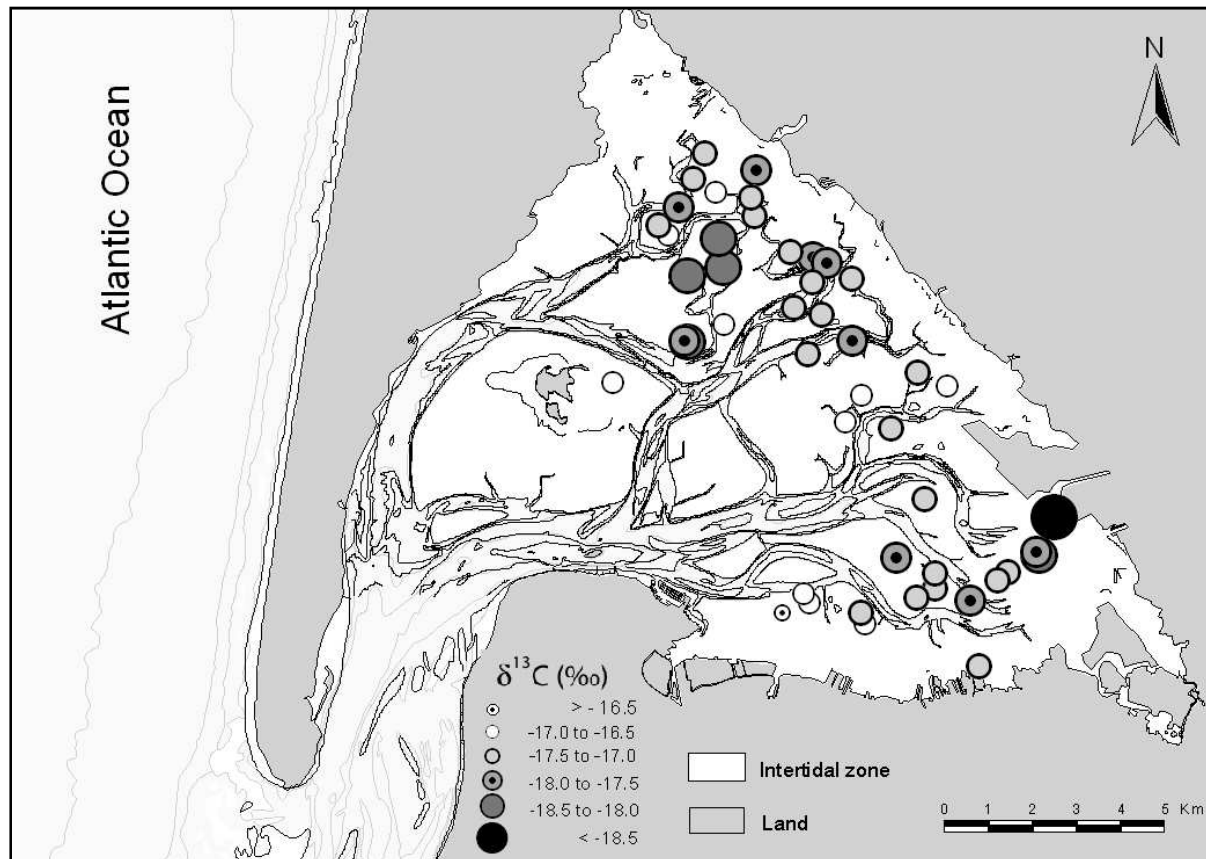 Atlantic Ocean
N
δ¹³C (‰)
> - 16.5
-17.0 to -16.5
-17.5 to -17.0
-18.0 to -17.5
-18.5 to -18.0
< -18.5
Intertidal zone
Land
0 1 2 3 4 5 Km